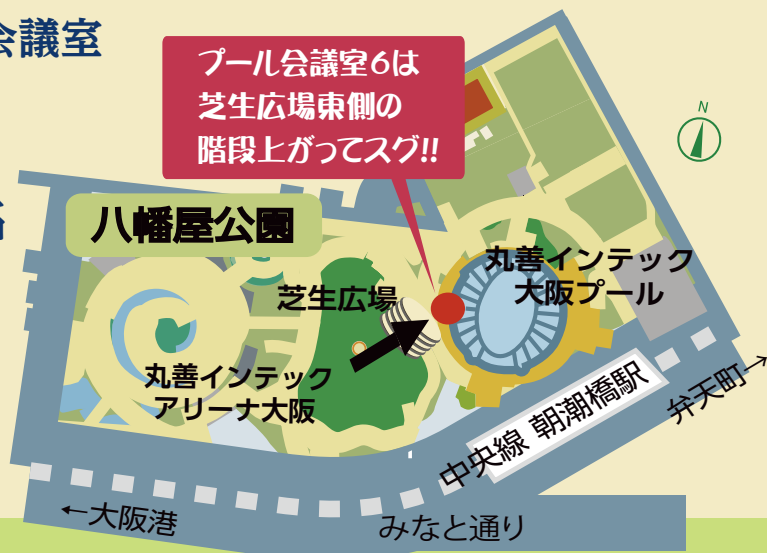 会議室
プール会議室6は
芝生広場東側の
階段上がってスグ!!
N
八幡屋公園
丸善インテック
大阪プール
芝生広場
丸善インテック
アリーナ大阪
中央線 朝潮橋駅
弁天町→
←大阪港
みなと通り